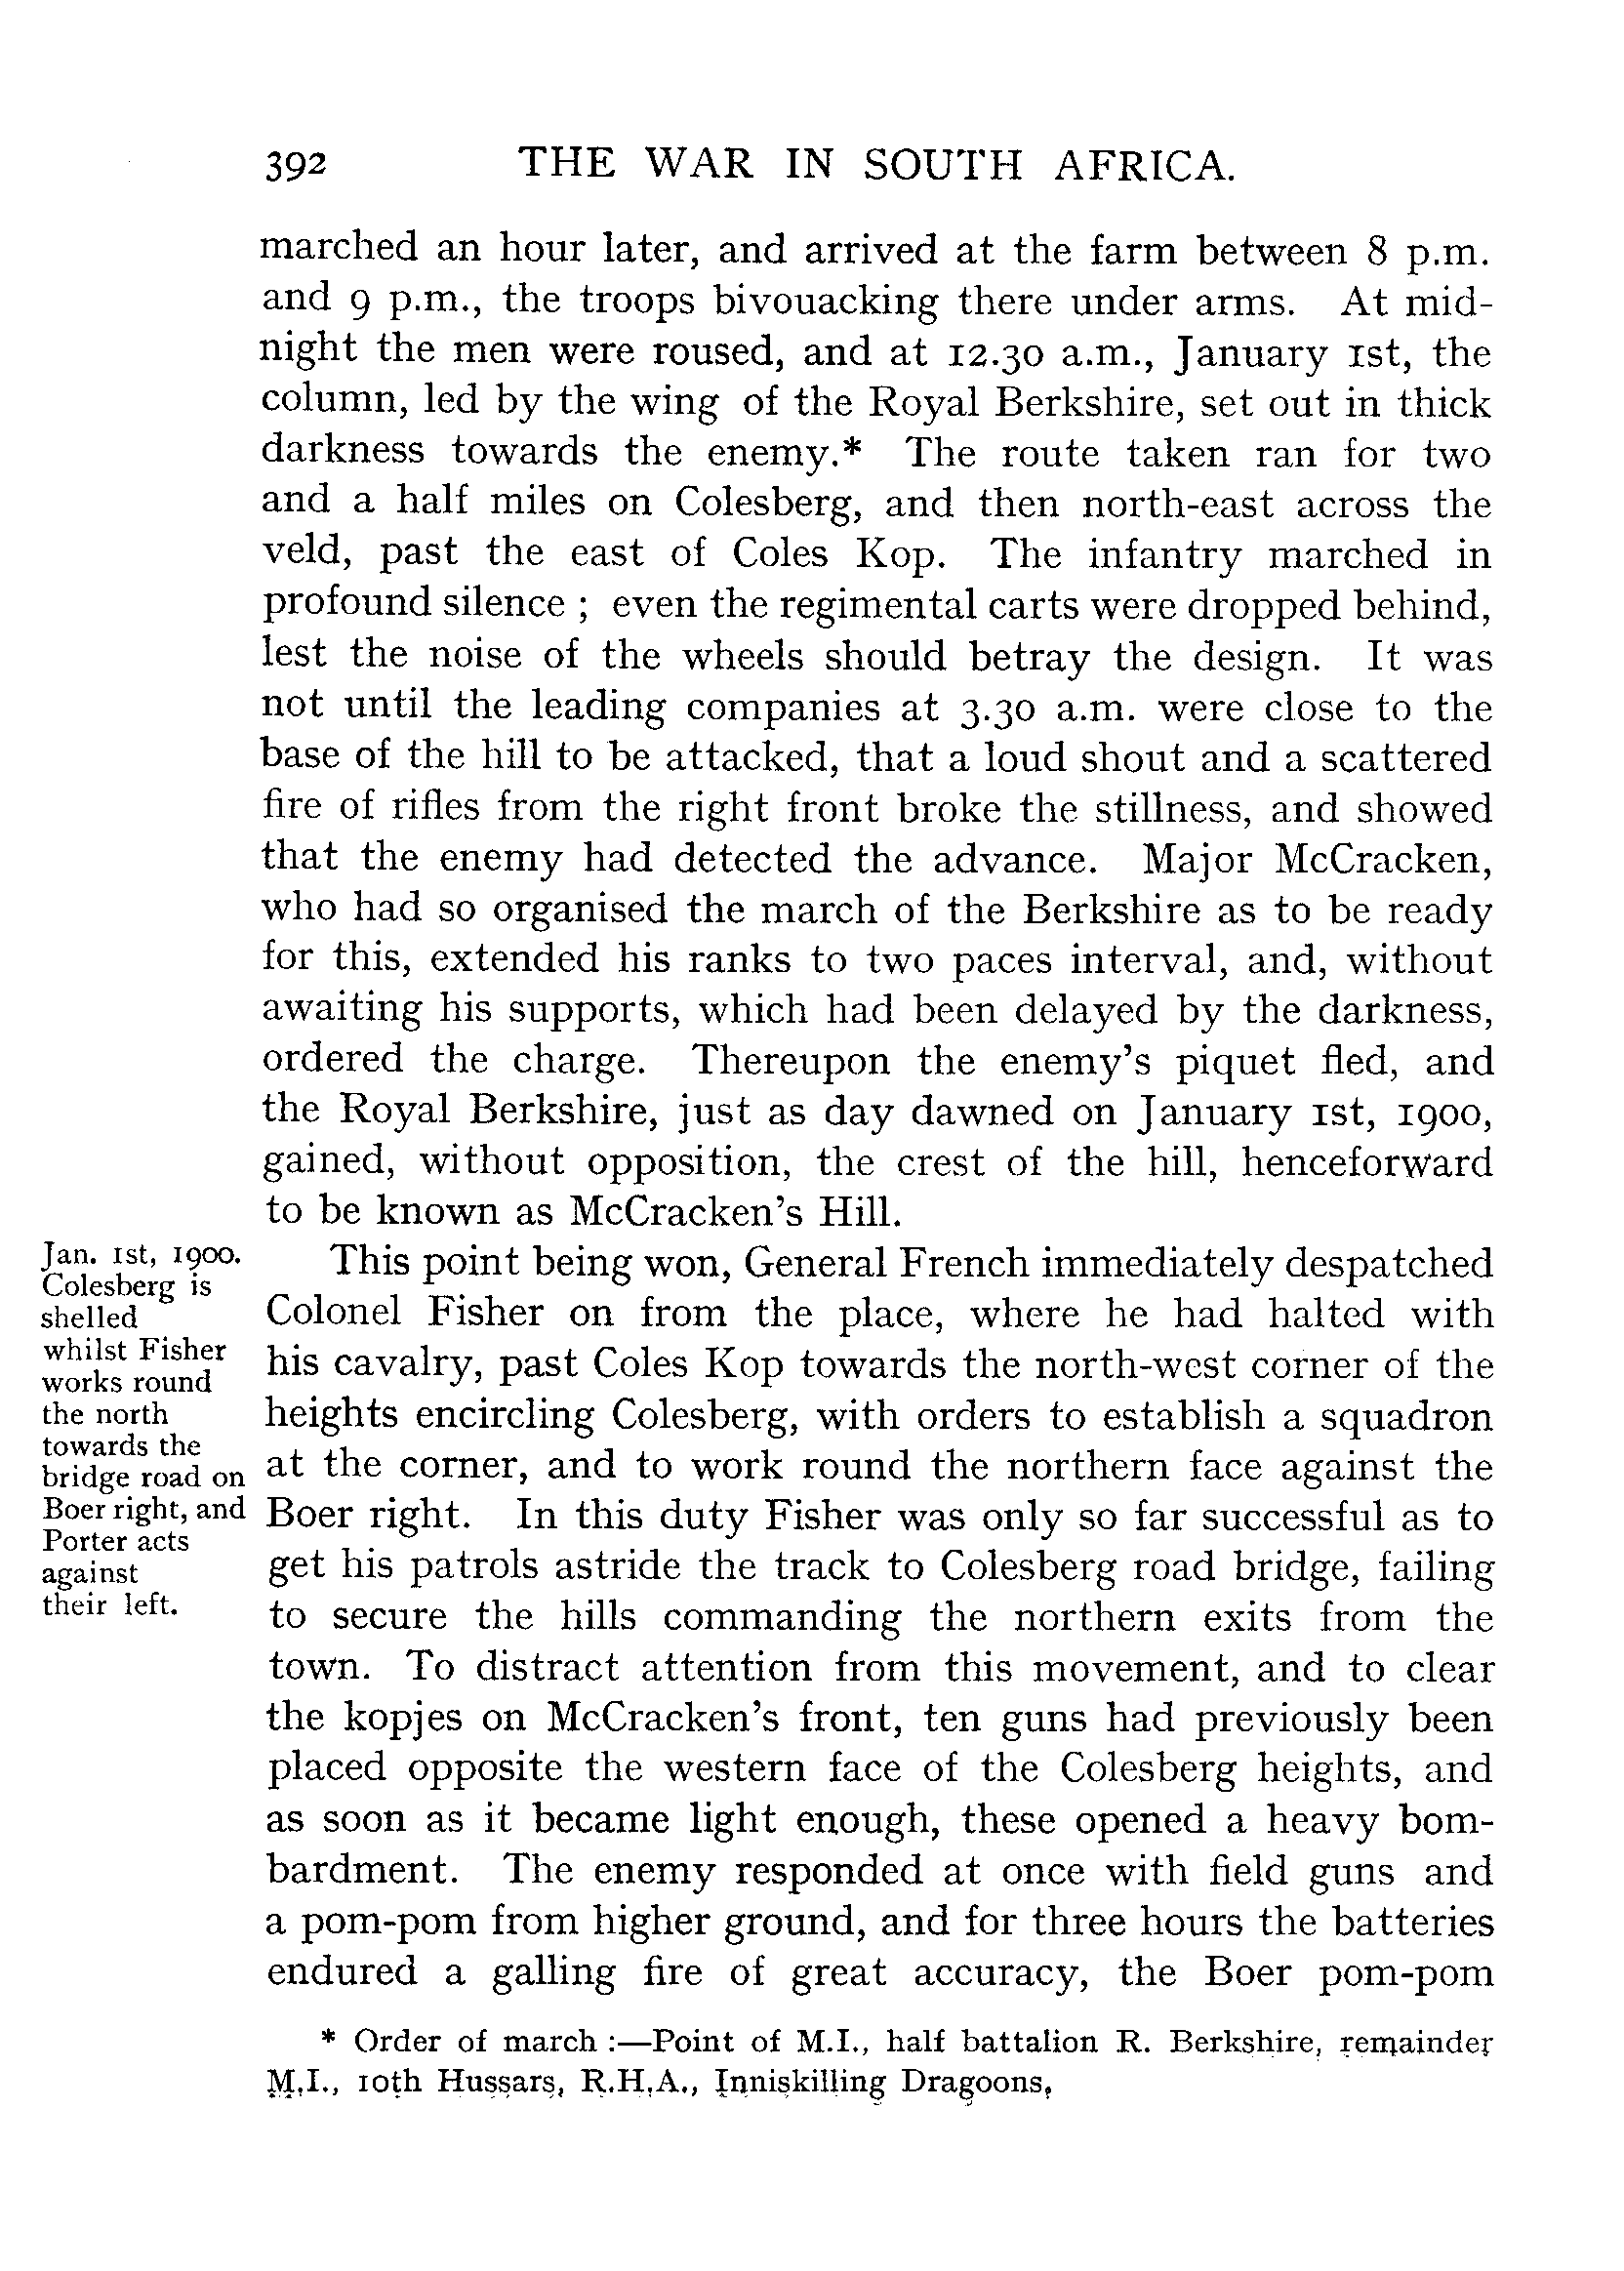 392 THE WAR IN SOUTH AFRICA.
marched an hour later, and arrived at the farm between 8 p.m.
and 9 p.m., the troops bivouacking there under arms. At mid-
night the men were roused, and at 12.30 a.m., January 1st, the
column, led by the wing of the Royal Berkshire, set out in thick
darkness towards the enemy.* The route taken ran for two
and a half miles on Colesberg, and then north-east across the
veld, past the east of Coles Kop. The infantry marched in
profound silence ; even the regimental carts were dropped behind,
lest the noise of the wheels should betray the design. It was
not until the leading companies at 3.30 a.m. were close to the
base of the hill to be attacked, that a loud shout and a scattered
fire of rifles from the right front broke the stillness, and showed
that the enemy had detected the advance. Major McCracken,
who had so organised the march of the Berkshire as to be ready
for this, extended his ranks to two paces interval, and, without
awaiting his supports, which had been delayed by the darkness,
ordered the charge. Thereupon the enemy's piquet fled, and
the Royal Berkshire, just as day dawned on January 1st, 1900,
gained, without opposition, the crest of the hill, henceforward
to be known as McCracken's Hill.
Jan. 1st, 1900.
Colesberg is
shelled
whilst Fisher
works round
the north
towards the
bridge road on
Boer right, and
Porter acts
against
their left.
This point being won, General French immediately despatched
Colonel Fisher on from the place, where he had halted with
his cavalry, past Coles Kop towards the north-west corner of the
heights encircling Colesberg, with orders to establish a squadron
at the corner, and to work round the northern face against the
Boer right. In this duty Fisher was only so far successful as to
get his patrols astride the track to Colesberg road bridge, failing
to secure the hills commanding the northern exits from the
town. To distract attention from this movement, and to clear
the kopjes on McCracken's front, ten guns had previously been
placed opposite the western face of the Colesberg heights, and
as soon as it became light enough, these opened a heavy bom-
bardment. The enemy responded at once with field guns and
a pom-pom from higher ground, and for three hours the batteries
endured a galling fire of great accuracy, the Boer pom-pom
* Order of march :—Point of M.I., half battalion R. Berkshire, remainder
M.I., 10th Hussars, R.H.A., Inniskilling Dragoons,